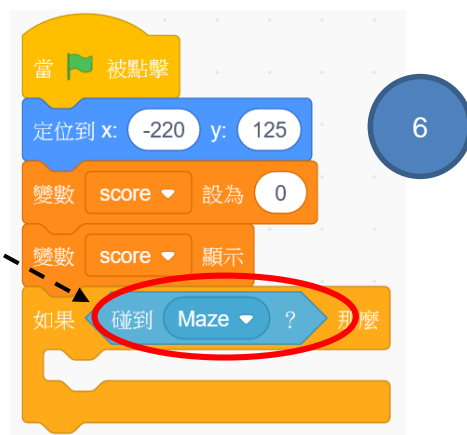 當 被點擊
定位到 x: -220 y: 125
6
變數 score 設為 0
變數 score 顯示
如果 碰到 Maze ? 那麼